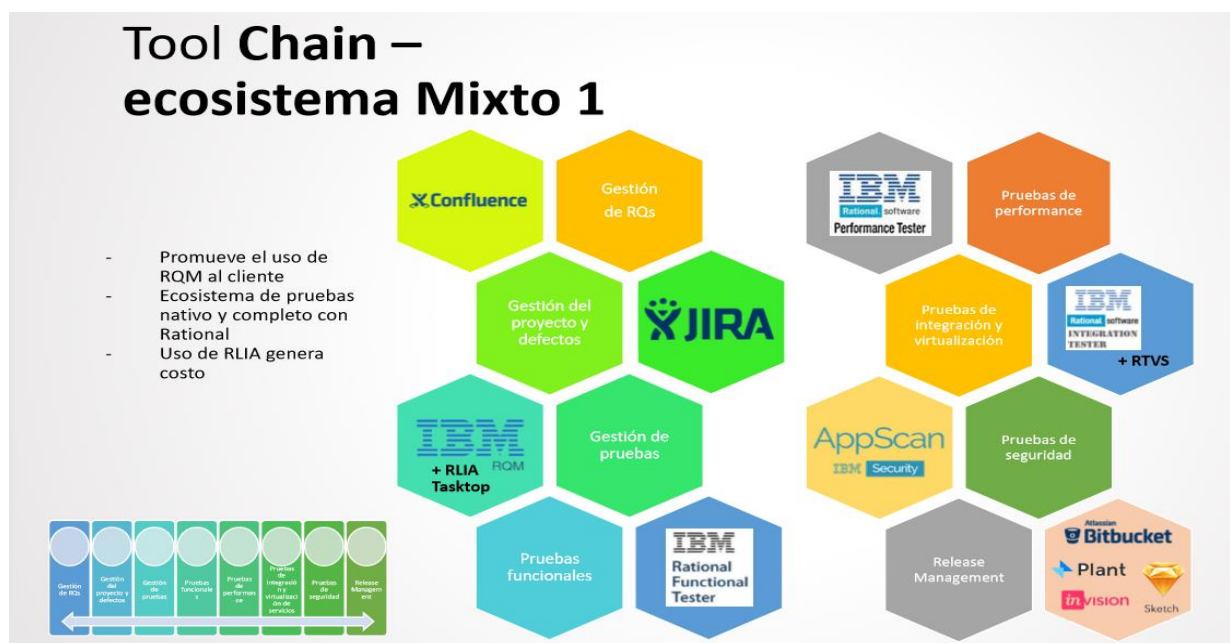 Tool Chain –
ecosistema Mixto 1
- Promueve el uso de
RQM al cliente
- Ecosistema de pruebas
nativo y completo con
Rational
- Uso de RLIA genera
costo
Confluence
Gestión
de RQs
Gestión del
proyecto y
defectos
JIRA
IBM
RQM
+ RLIA
Tasktop
Gestión de
pruebas
Pruebas
funcionales
IBM
Rational
Functional
Tester
IBM
Rational. software
Performance Tester
Pruebas de
performance
Pruebas de
integración y
virtualización
IBM
Rational. software
INTEGRATION
TESTER
+ RTVS
AppScan
IBM Security
Pruebas de
seguridad
Release
Management
Atlassian
Bitbucket
Plant
invision
Sketch
Gestión
de RQs
Gestión
del
proyecto y
defectos
Gestión
de
pruebas
Pruebas
funcionale
s
Pruebas
de
performan
ce
Pruebas
de
integració
n y
virtualizaci
ón de
servicios
Pruebas
de
seguridad
Release
Managem
ent